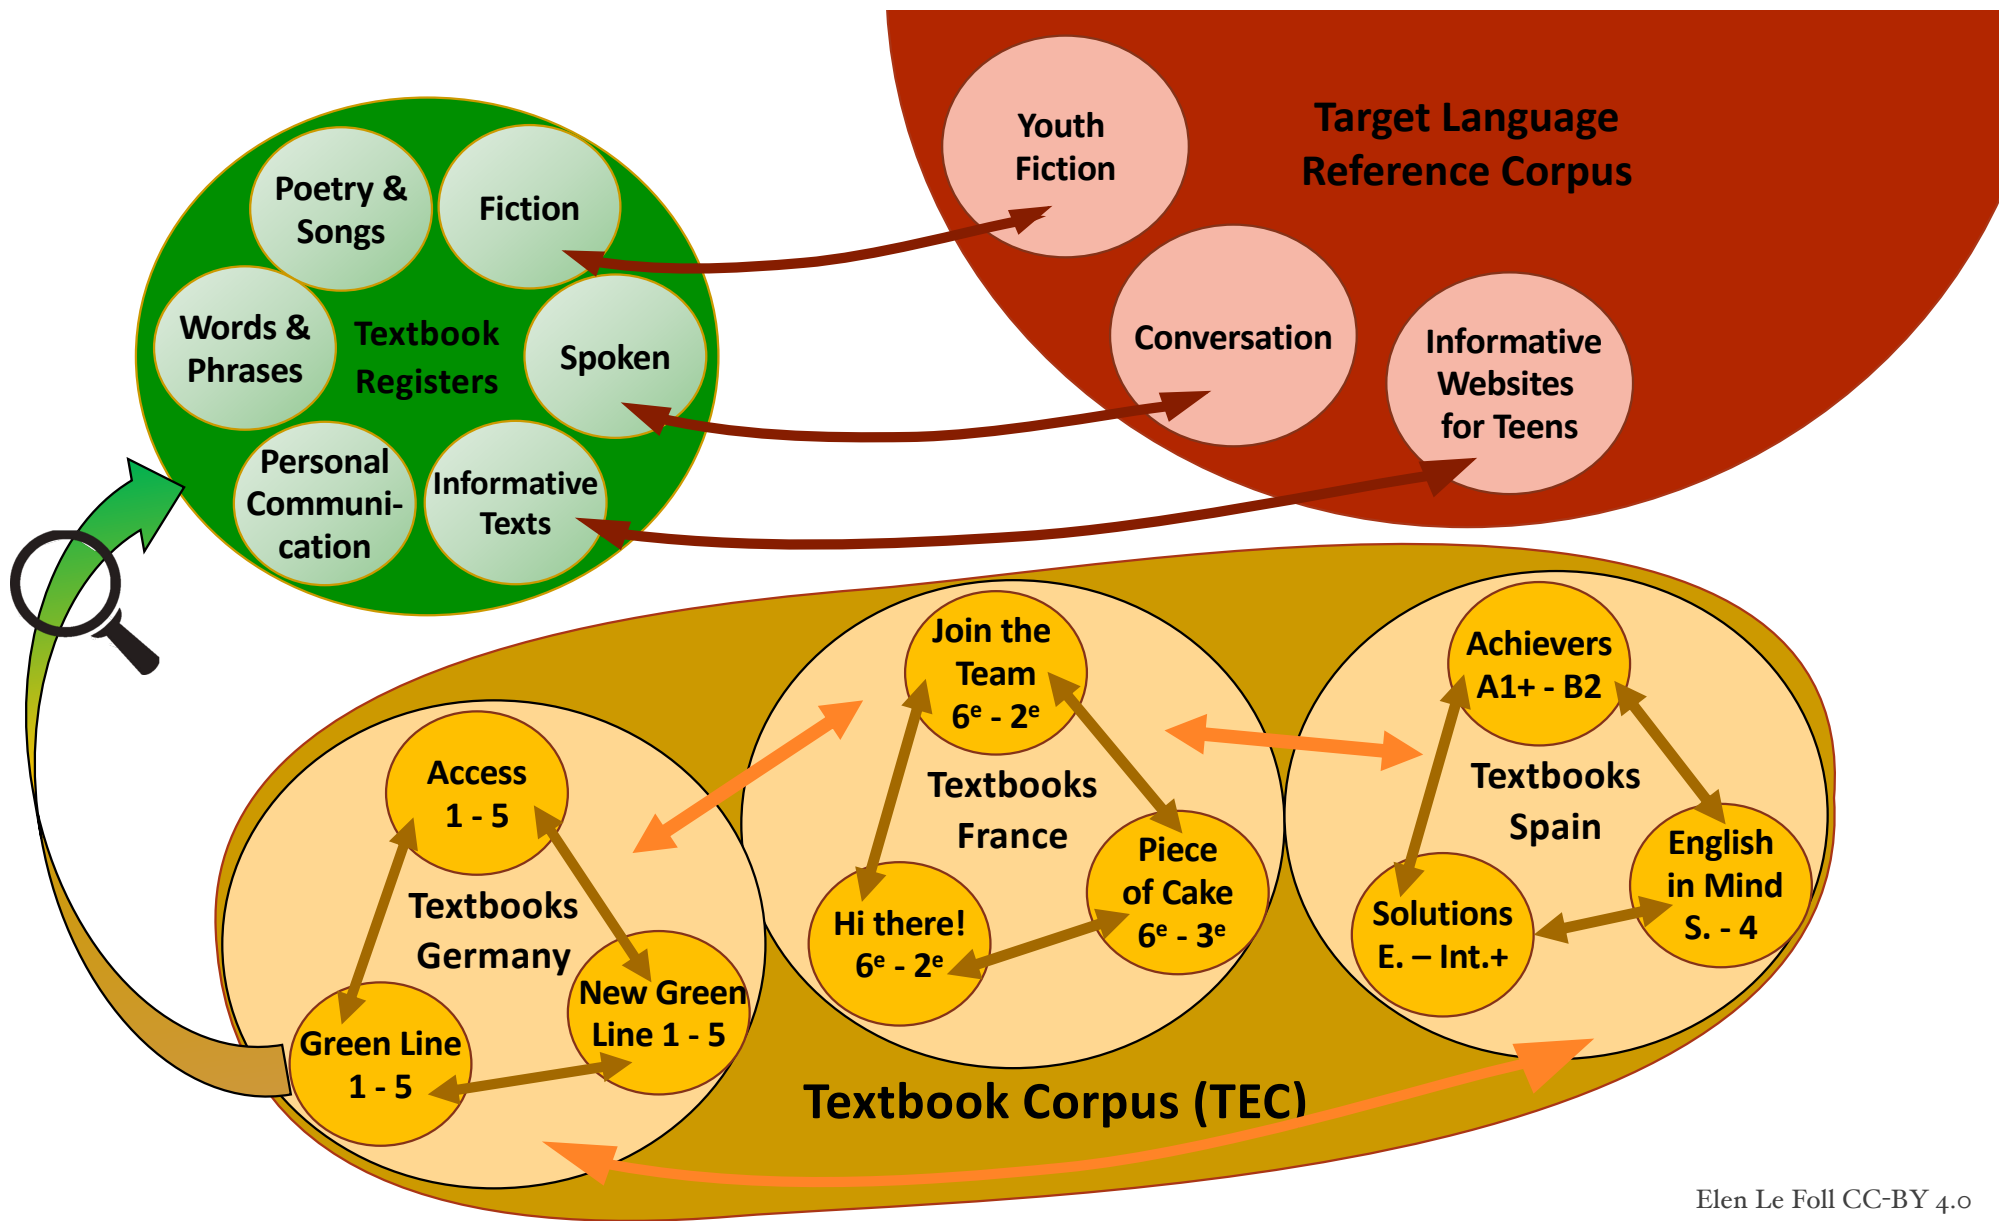 Target Language
Reference Corpus
Youth
Fiction
Conversation
Informative
Websites
for Teens
Poetry &
Songs
Fiction
Words &
Phrases
Textbook
Registers
Spoken
Personal
Communi-
cation
Informative
Texts
Join the
Team
6ᵉ - 2ᵉ
Textbooks
France
Hi there!
6ᵉ - 2ᵉ
Piece
of Cake
6ᵉ - 3ᵉ
Achievers
A1+ - B2
Textbooks
Spain
Solutions
E. – Int.+
English
in Mind
S. - 4
Access
1 - 5
Textbooks
Germany
Green Line
1 - 5
New Green
Line 1 - 5
Textbook Corpus (TEC)
Elen Le Foll CC-BY 4.0